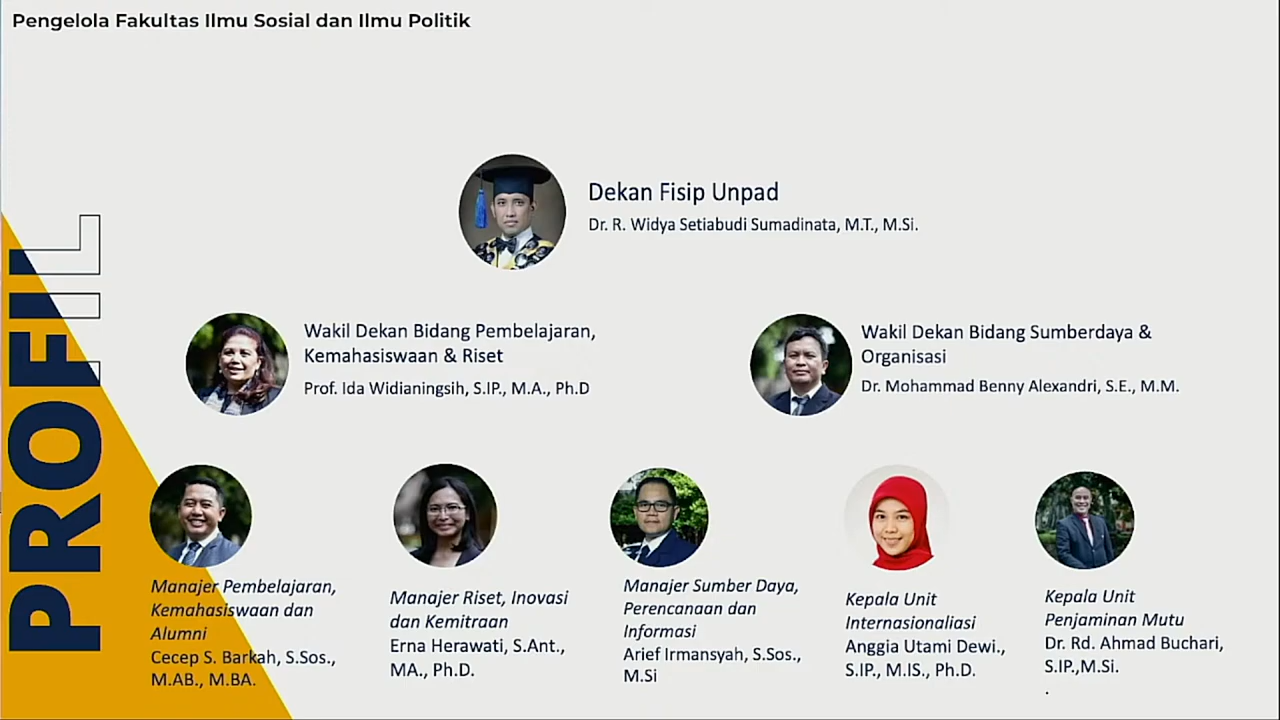 Pengelola Fakultas Ilmu Sosial dan Ilmu Politik
PROFIL
Dekan Fisip Unpad
Dr. R. Widya Setiabudi Sumadinata, M.T., M.Si.
Wakil Dekan Bidang Pembelajaran,
Kemahasiswaan & Riset
Prof. Ida Widianingsih, S.IP., M.A., Ph.D
Wakil Dekan Bidang Sumberdaya &
Organisasi
Dr. Mohammad Benny Alexandri, S.E., M.M.
Manajer Pembelajaran,
Kemahasiswaan dan
Alumni
Cecep S. Barkah, S.Sos.,
M.AB., M.BA.
Manajer Riset, Inovasi
dan Kemitraan
Erna Herawati, S.Ant.,
MA., Ph.D.
Manajer Sumber Daya,
Perencanaan dan
Informasi
Arief Irmansyah, S.Sos.,
M.Si
Kepala Unit
Internasionaliasi
Anggia Utami Dewi.,
S.IP., M.IS., Ph.D.
Kepala Unit
Penjaminan Mutu
Dr. Rd. Ahmad Buchari,
S.IP.,M.Si.
.